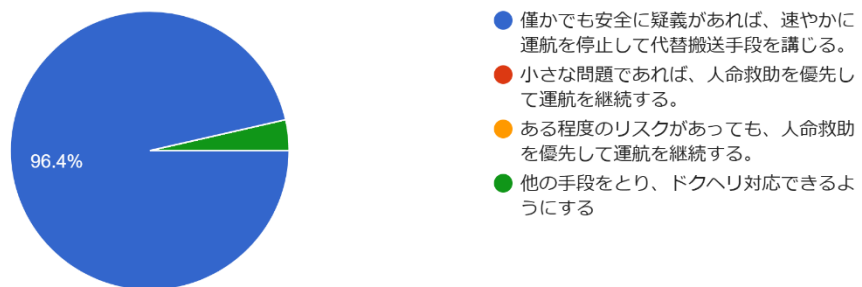 僅かでも安全に疑義があれば、速やかに
運航を停止して代替搬送手段を講じる。
小さな問題であれば、人命救助を優先し
て運航を継続する。
ある程度のリスクがあっても、人命救助
を優先して運航を継続する。
他の手段をとり、ドクヘリ対応できるよ
うにする
96.4%